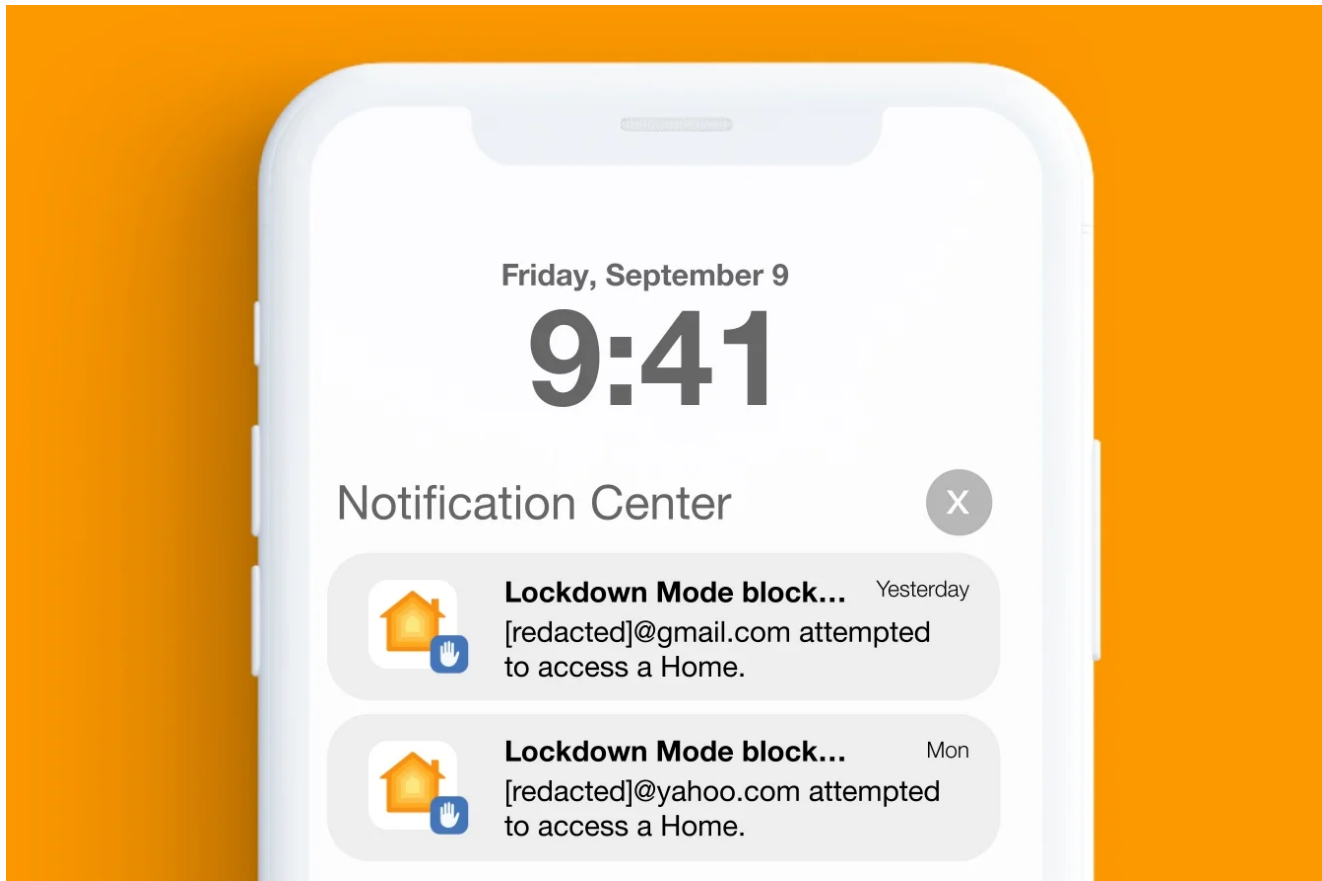 Friday, September 9
9:41
Notification Center
X
Lockdown Mode block...
Yesterday
[redacted]@gmail.com attempted
to access a Home.
Lockdown Mode block...
Mon
[redacted]@yahoo.com attempted
to access a Home.